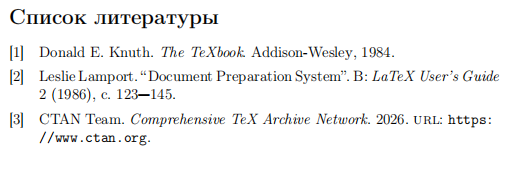 Список литературы
[1] Donald E. Knuth. The TeXbook. Addison-Wesley, 1984.
[2] Leslie Lamport. “Document Preparation System”. В: LaTeX User’s Guide
2 (1986), с. 123—145.
[3] CTAN Team. Comprehensive TeX Archive Network. 2026. URL: https:
//www.ctan.org.